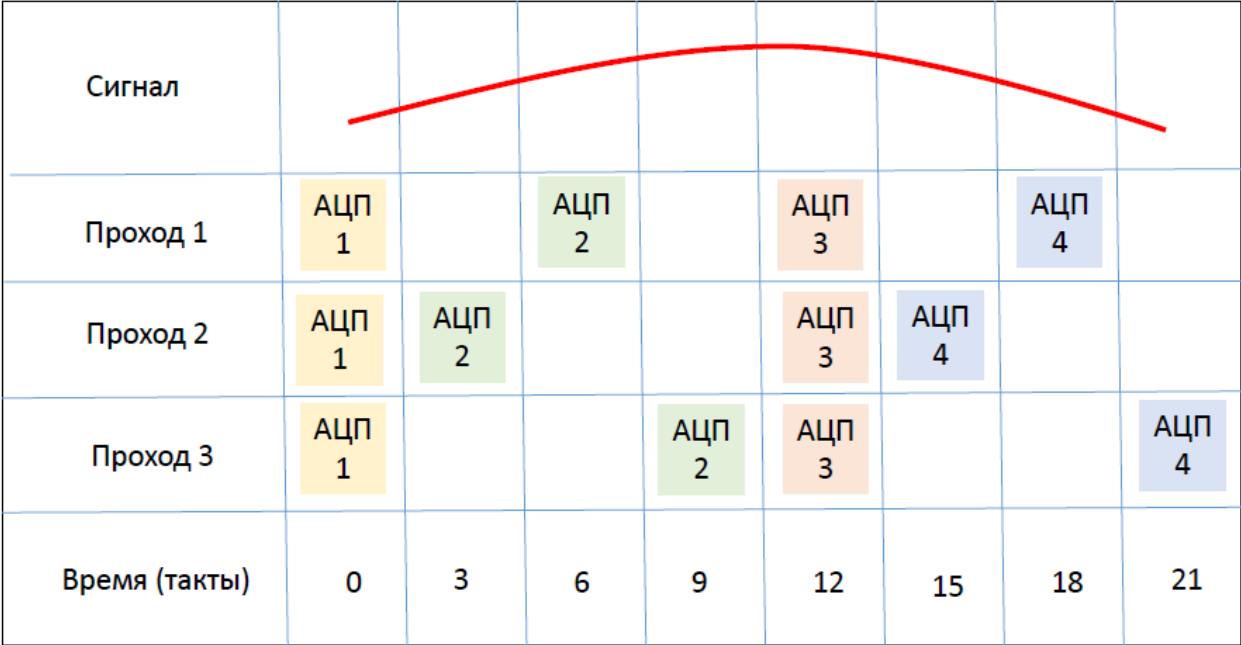 Сигнал
Проход 1
АЦП
1
АЦП
2
АЦП
3
АЦП
4
Проход 2
АЦП
1
АЦП
2
АЦП
3
АЦП
4
Проход 3
АЦП
1
АЦП
2
АЦП
3
АЦП
4
Время (такты) 0 3 6 9 12 15 18 21